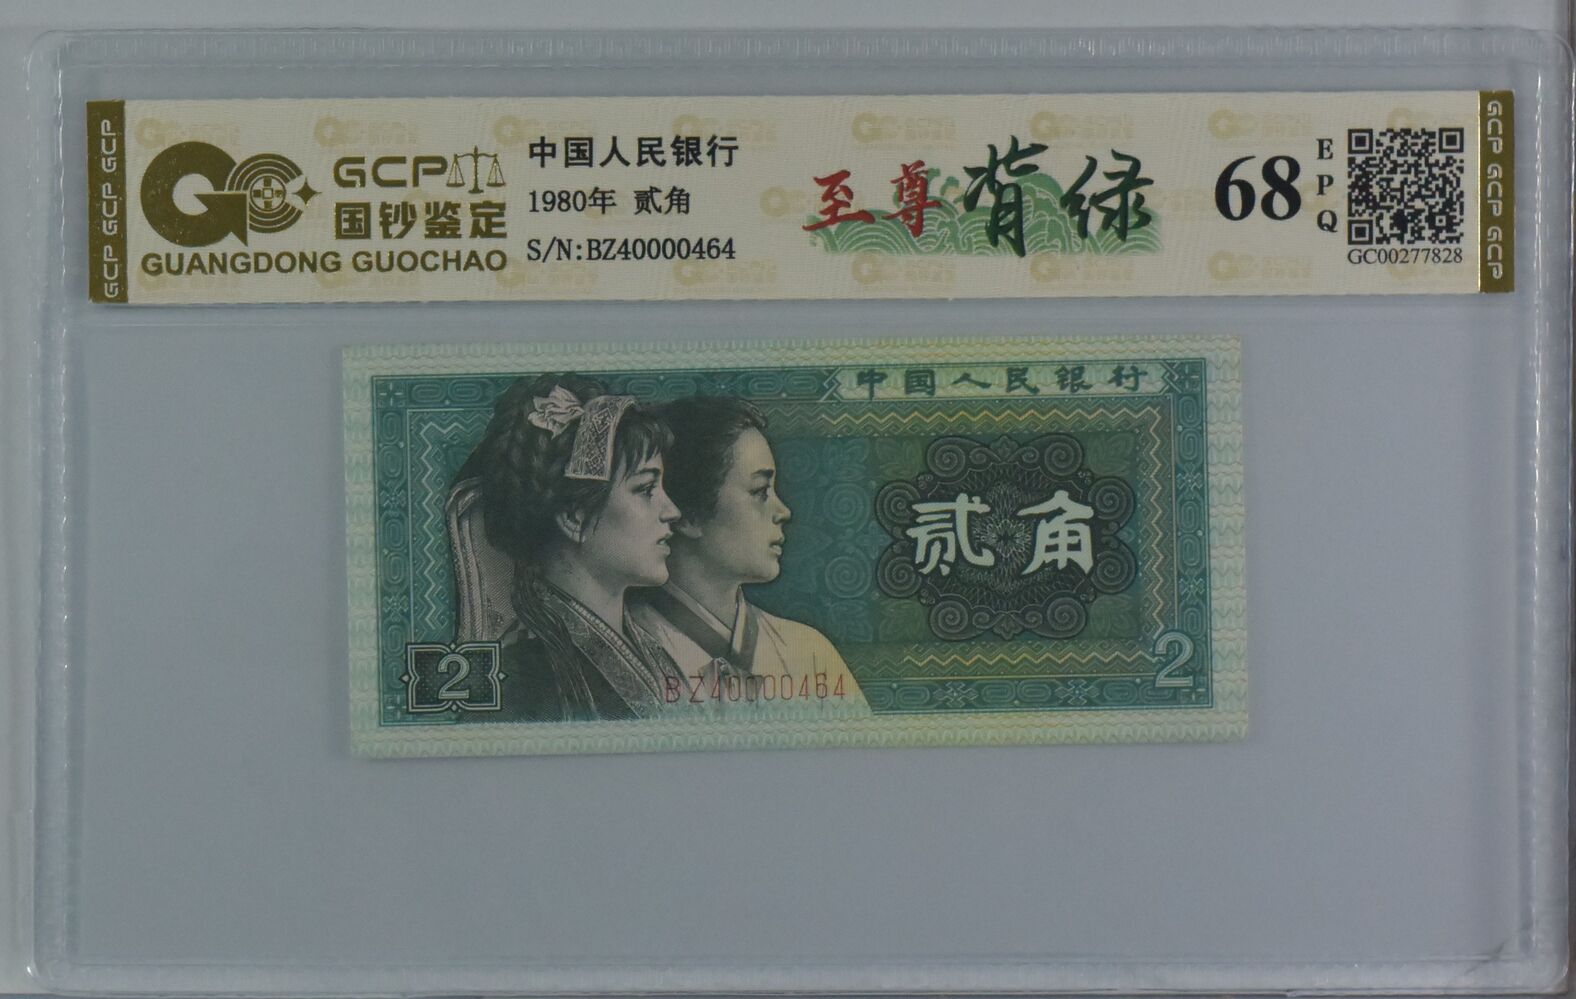 GCP GCP GCP
GCP
国钞鉴定
GUANGDONG GUOCHAO
中国人民银行
1980年 贰角
S/N:BZ40000464
至尊背绿
68
EPQ
GC00277828
GCP GCP GCP
中国人民银行
贰角
2
2
BZ40000464